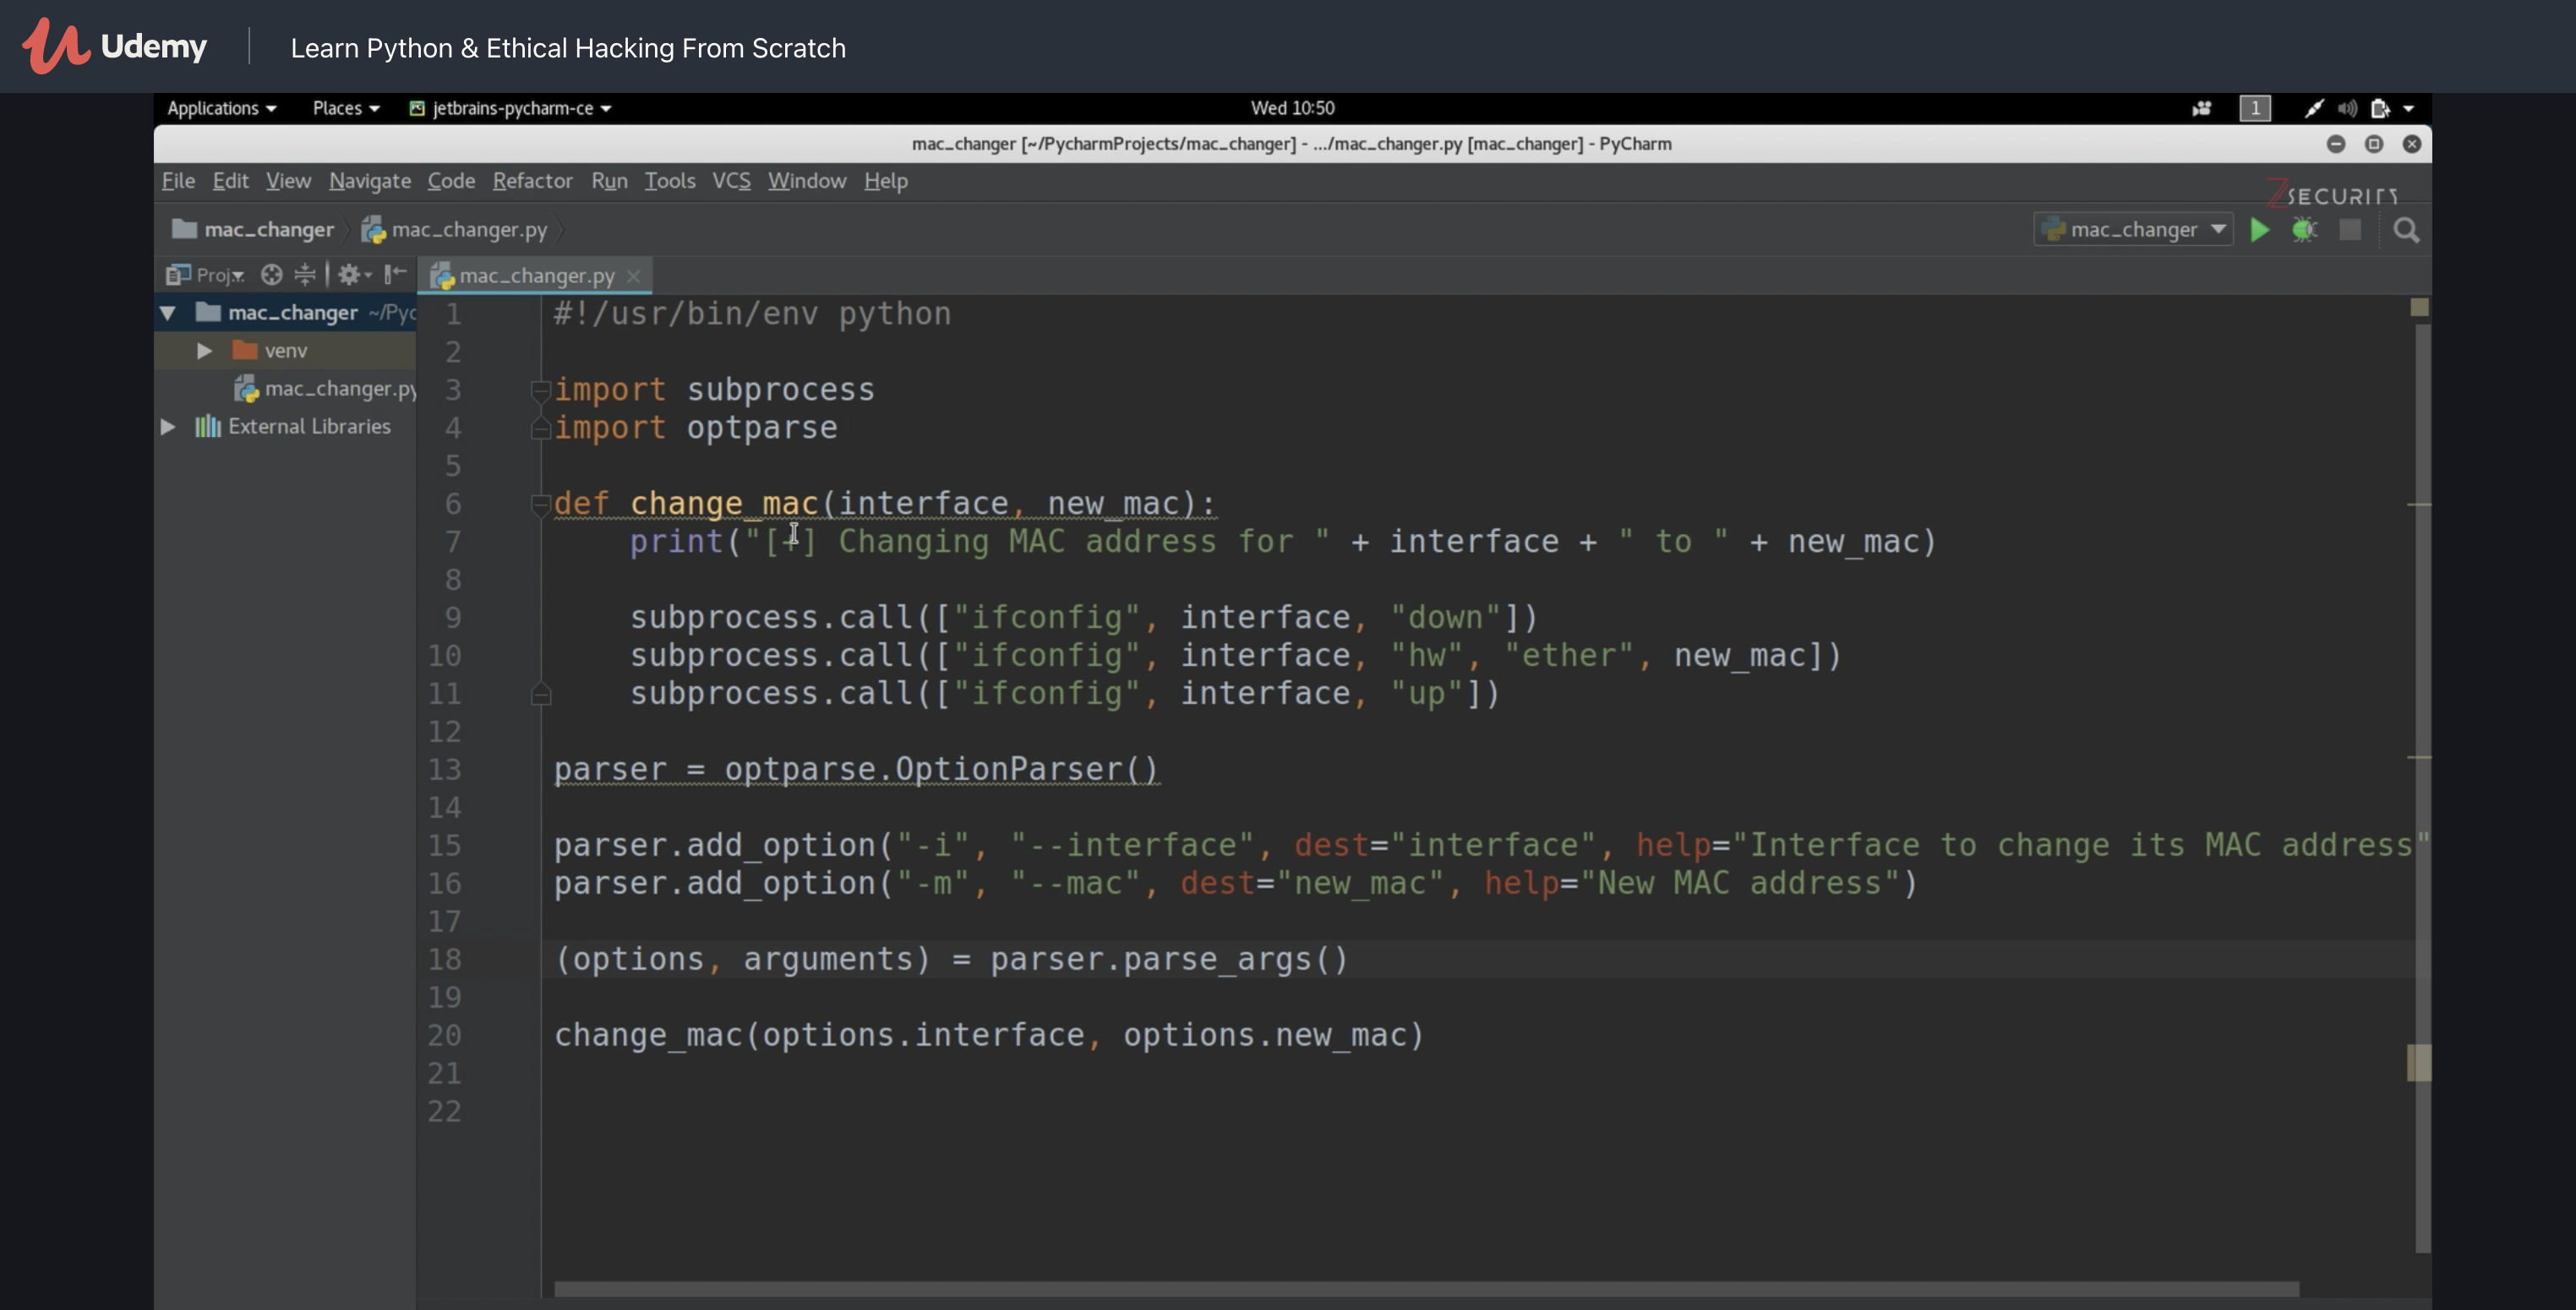 Udemy
Learn Python & Ethical Hacking From Scratch
Applications Places jetbrains-pycharm-ce Wed 10:50 1
mac_changer [~/PycharmProjects/mac_changer] - .../mac_changer.py [mac_changer] - PyCharm
File Edit View Navigate Code Refactor Run Tools VCS Window Help
ZSECURITY
mac_changer mac_changer.py mac_changer
Proj. mac_changer.py
mac_changer ~/Pyc
venv
mac_changer.py
External Libraries
1 #!/usr/bin/env python
2
3 import subprocess
4 import optparse
5
6 def change_mac(interface, new_mac):
7     print("[+] Changing MAC address for " + interface + " to " + new_mac)
8
9     subprocess.call(["ifconfig", interface, "down"])
10     subprocess.call(["ifconfig", interface, "hw", "ether", new_mac])
11     subprocess.call(["ifconfig", interface, "up"])
12
13 parser = optparse.OptionParser()
14
15 parser.add_option("-i", "--interface", dest="interface", help="Interface to change its MAC address"
16 parser.add_option("-m", "--mac", dest="new_mac", help="New MAC address")
17
18 (options, arguments) = parser.parse_args()
19
20 change_mac(options.interface, options.new_mac)
21
22